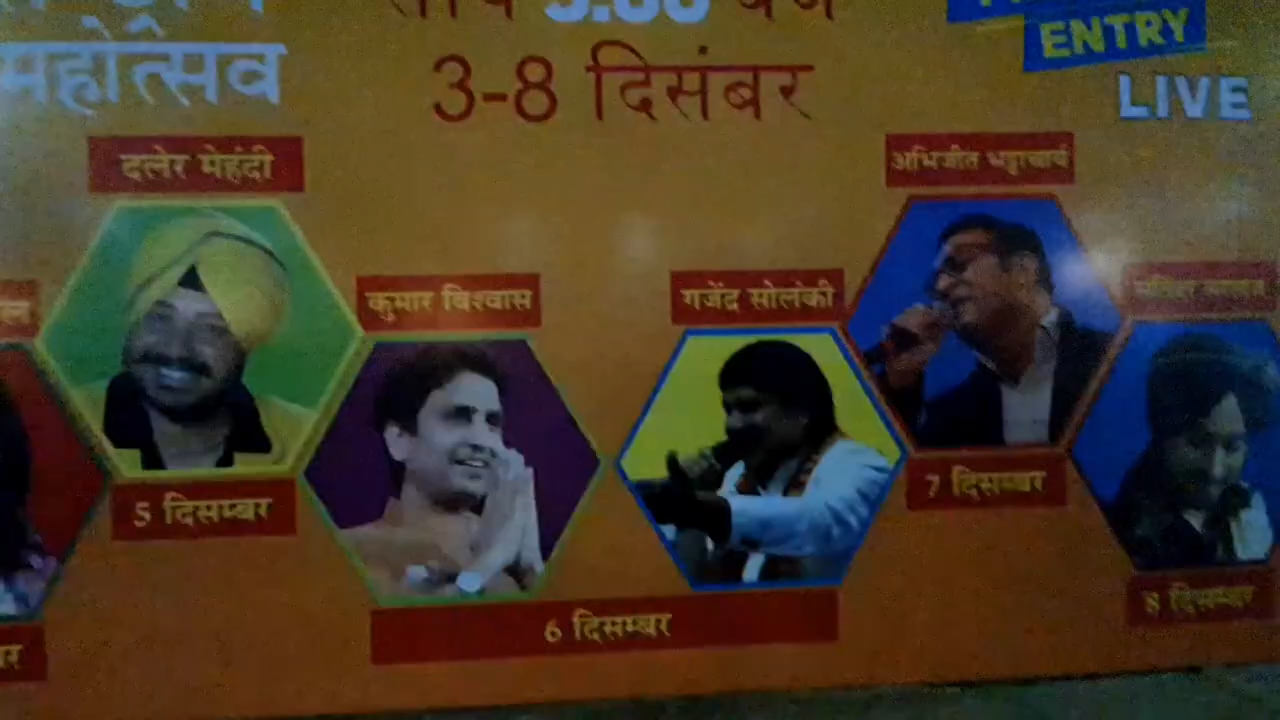 महोत्सव
3-8 दिसंबर
ENTRY
LIVE
दलेर मेहंदी
अभिजीत भट्टाचार्य
कुमार विश्वास
गजेंद्र सोलंकी
5 दिसम्बर
7 दिसम्बर
6 दिसम्बर
8 दिसम्बर